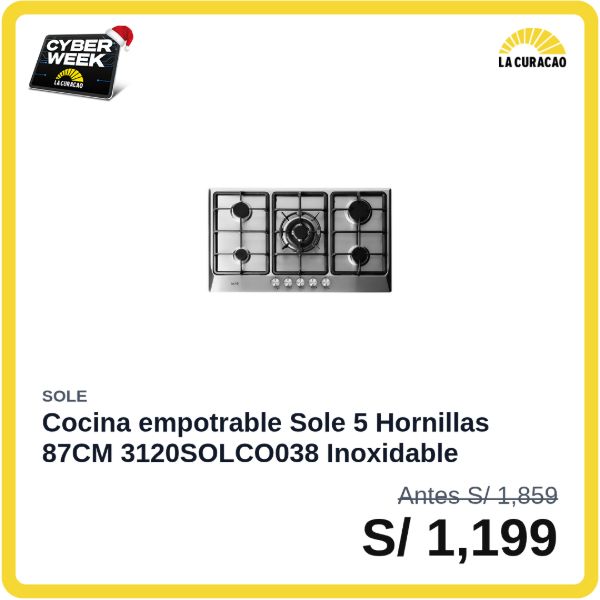 CYBER
WEEK
LA CURACAO
LA CURACAO
SOLE
Cocina empotrable Sole 5 Hornillas
87CM 3120SOLCO038 Inoxidable
Antes S/ 1,859
S/ 1,199